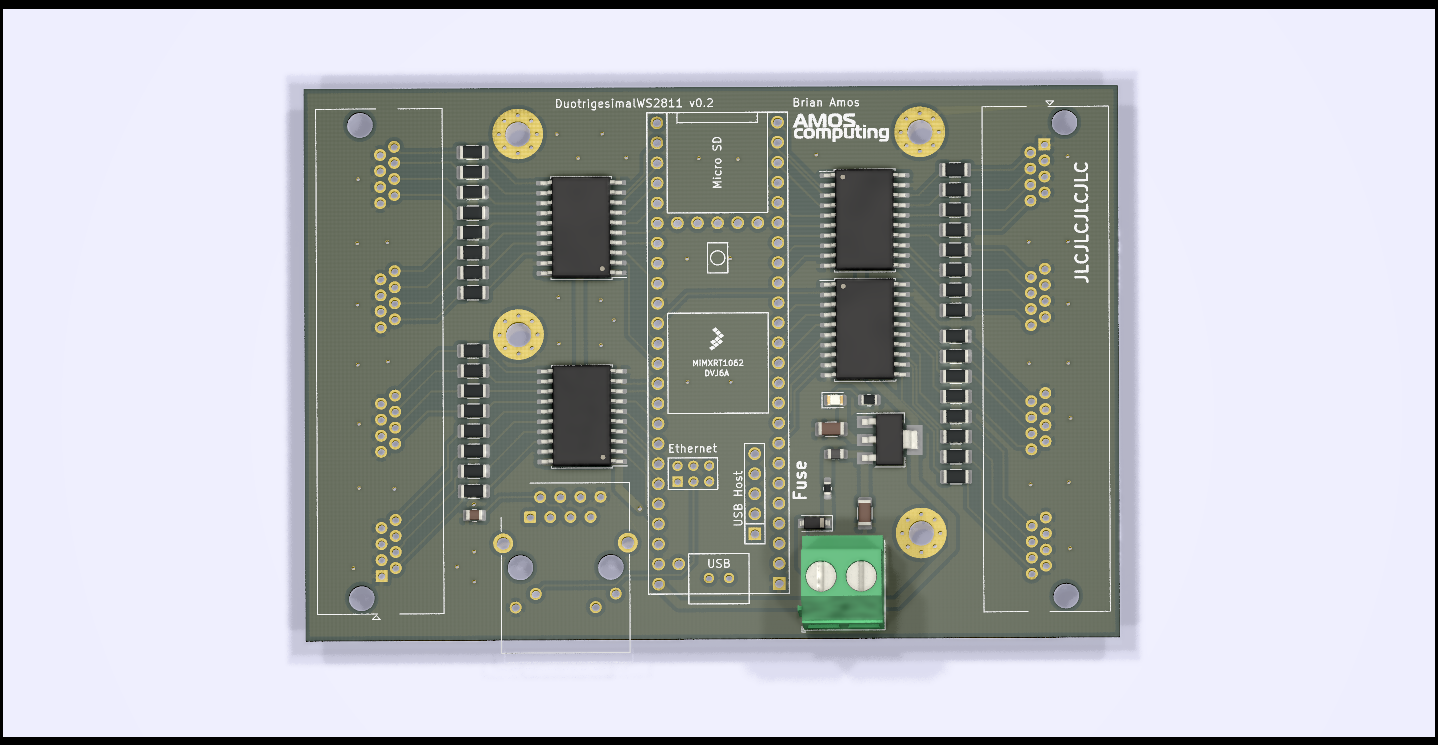 DuotrigesimalWS2811 v0.2
Brian Amos
AMOS
computing
Micro SD
JLCJLCJLCJLC
MIMXRT1062
DVJ6A
Ethernet
USB Host
Fuse
USB